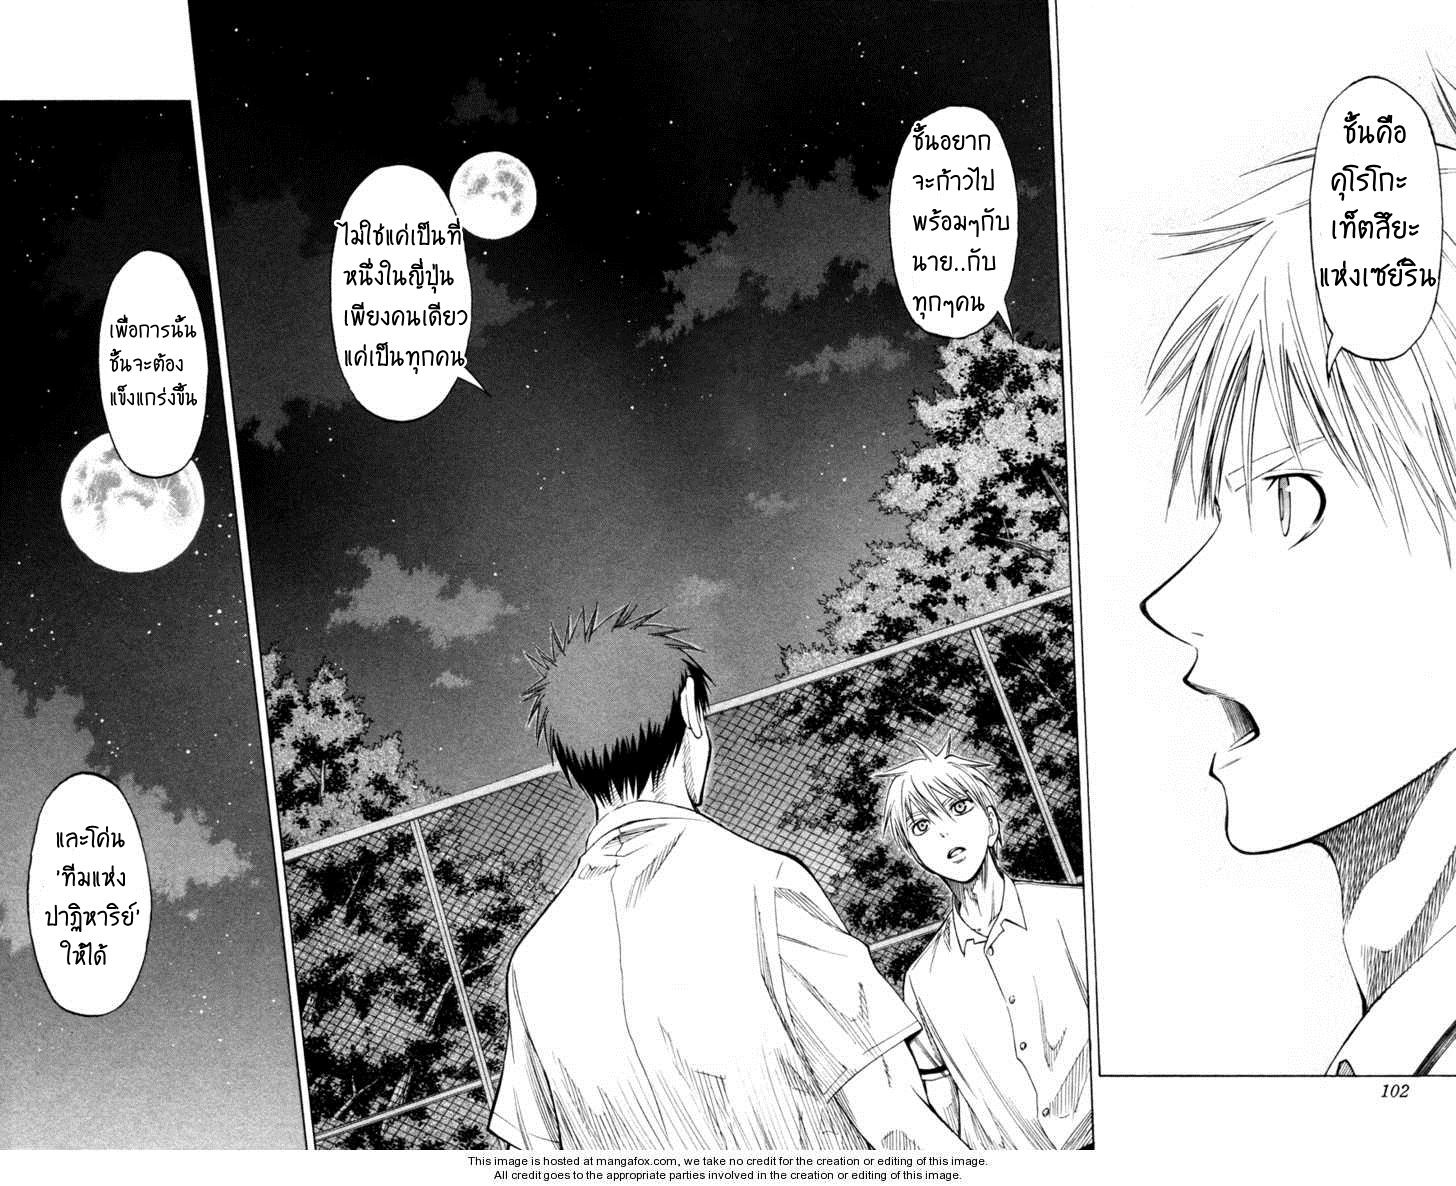 ชั้นคือ
คุโรโกะ
เท็ตสึยะ
แห่งเซย์ริน
ชั้นอยาก
จะก้าวไป
พร้อมๆกับ
นาย..กับ
ทุกๆคน
ไม่ใช่แค่เป็นที่
หนึ่งในญี่ปุ่น
เพียงคนเดียว
แค่เป็นทุกคน
เพื่อการนั้น
ชั้นจะต้อง
แข็งแกร่งขึ้น
และโค่น
'ทีมแห่ง
ปาฏิหาริย์'
ให้ได้
102
This image is hosted at mangafox.com, we take no credit for the creation or editing of this image.
All credit goes to the appropriate parties involved in the creation or editing of this image.